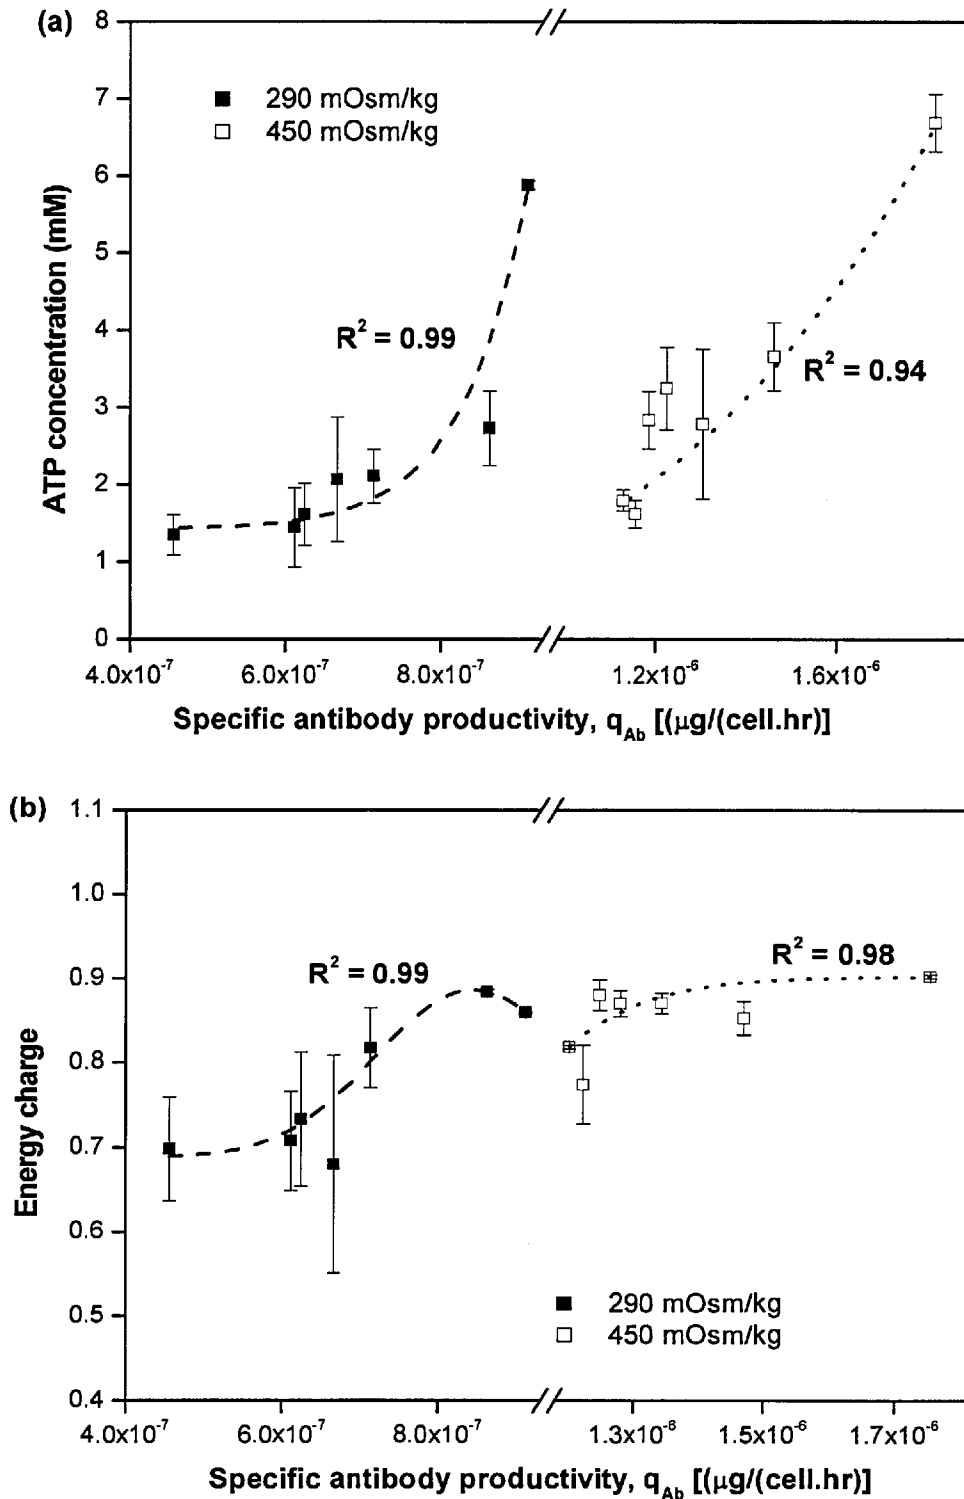 (a)
8
7
6
5
4
3
2
1
0
ATP concentration (mM)
290 mOsm/kg
450 mOsm/kg
R² = 0.99
R² = 0.94
4.0x10⁻⁷ 6.0x10⁻⁷ 8.0x10⁻⁷ 1.2x10⁻⁶ 1.6x10⁻⁶
Specific antibody productivity, q_Ab [(μg/(cell.hr)]
(b)
1.1
1.0
0.9
0.8
0.7
0.6
0.5
0.4
Energy charge
R² = 0.99
R² = 0.98
290 mOsm/kg
450 mOsm/kg
4.0x10⁻⁷ 6.0x10⁻⁷ 8.0x10⁻⁷ 1.3x10⁻⁶ 1.5x10⁻⁶ 1.7x10⁻⁶
Specific antibody productivity, q_Ab [(μg/(cell.hr)]